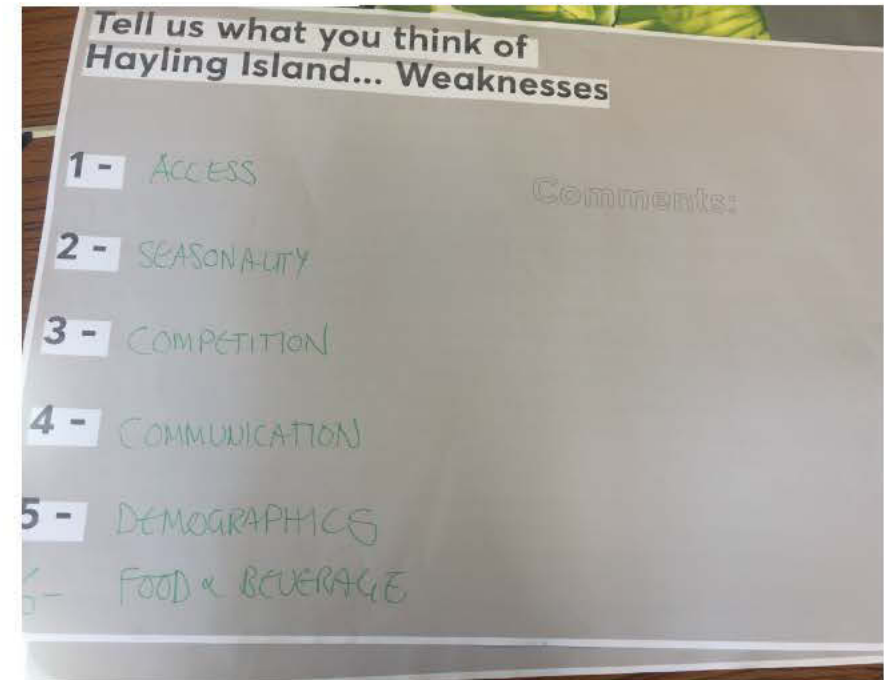 Tell us what you think of
Hayling Island... Weaknesses
1 - ACCESS
Comments:
2 - SEASONALITY
3 - COMPETITION
4 - COMMUNICATION
5 - DEMOGRAPHICS
6 - FOOD & BEVERAGE